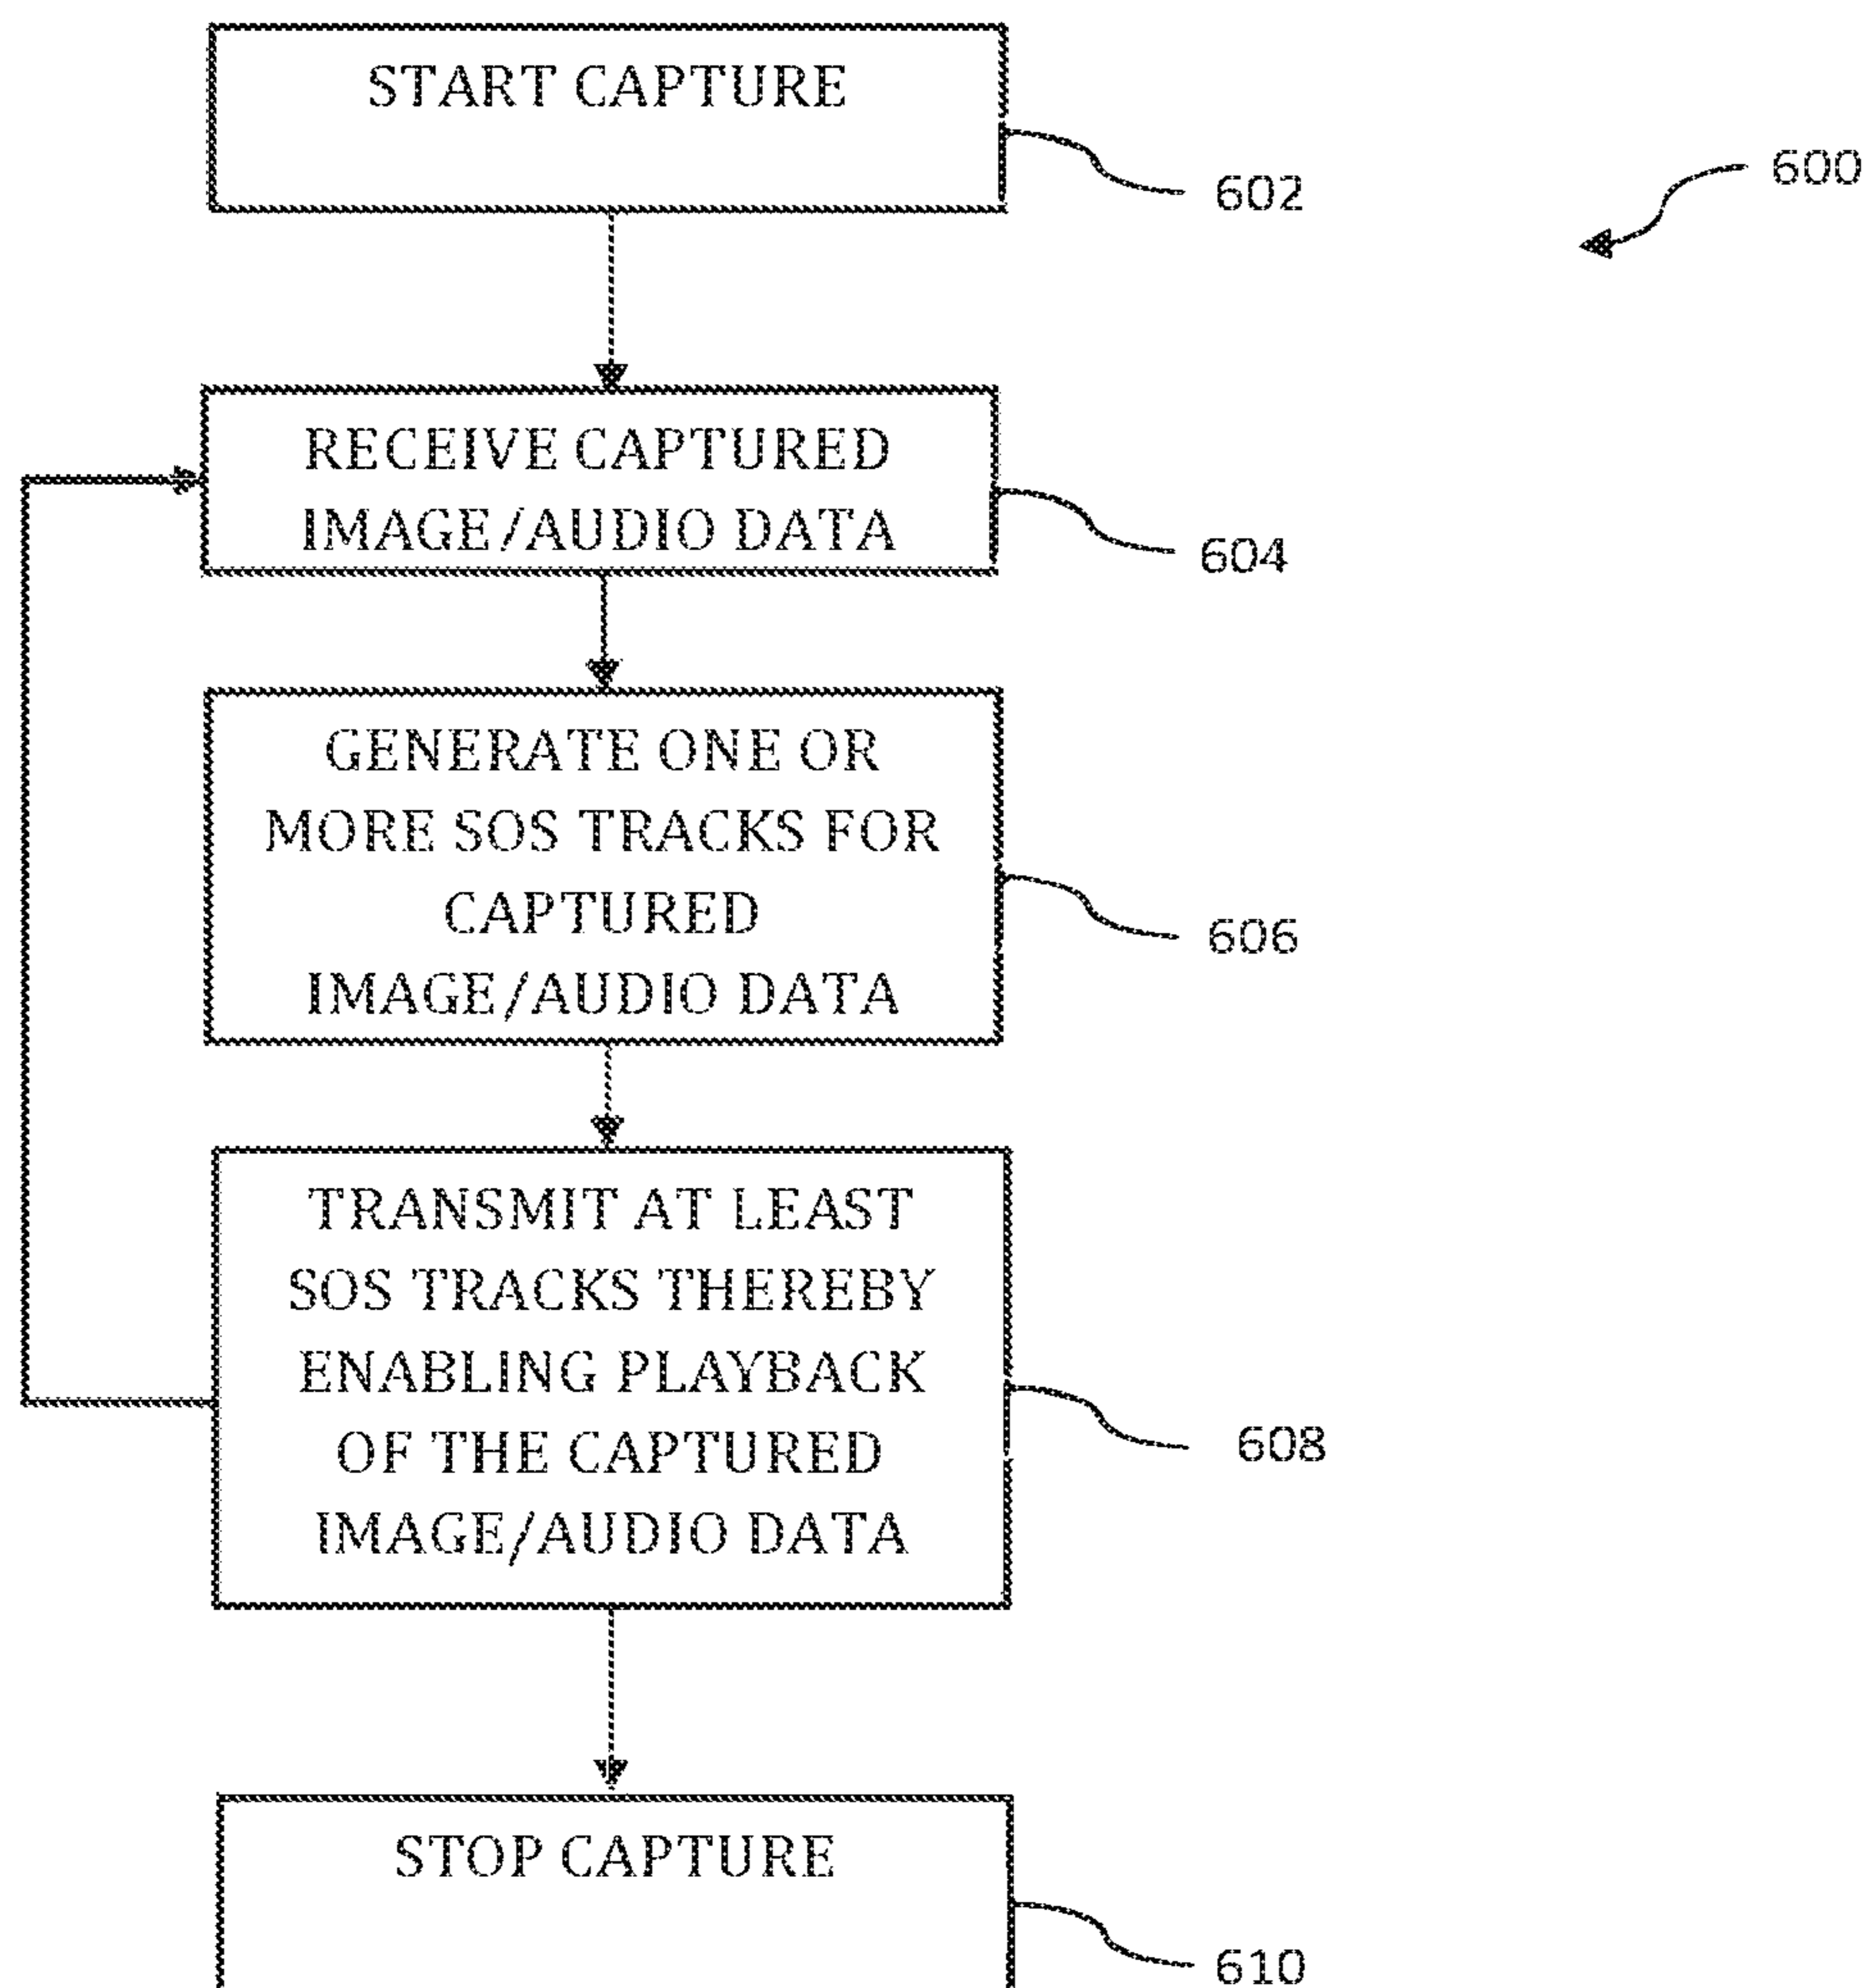 START CAPTURE
602
600
RECEIVE CAPTURED
IMAGE/AUDIO DATA
604
GENERATE ONE OR
MORE SOS TRACKS FOR
CAPTURED
IMAGE/AUDIO DATA
606
TRANSMIT AT LEAST
SOS TRACKS THEREBY
ENABLING PLAYBACK
OF THE CAPTURED
IMAGE/AUDIO DATA
608
STOP CAPTURE
610